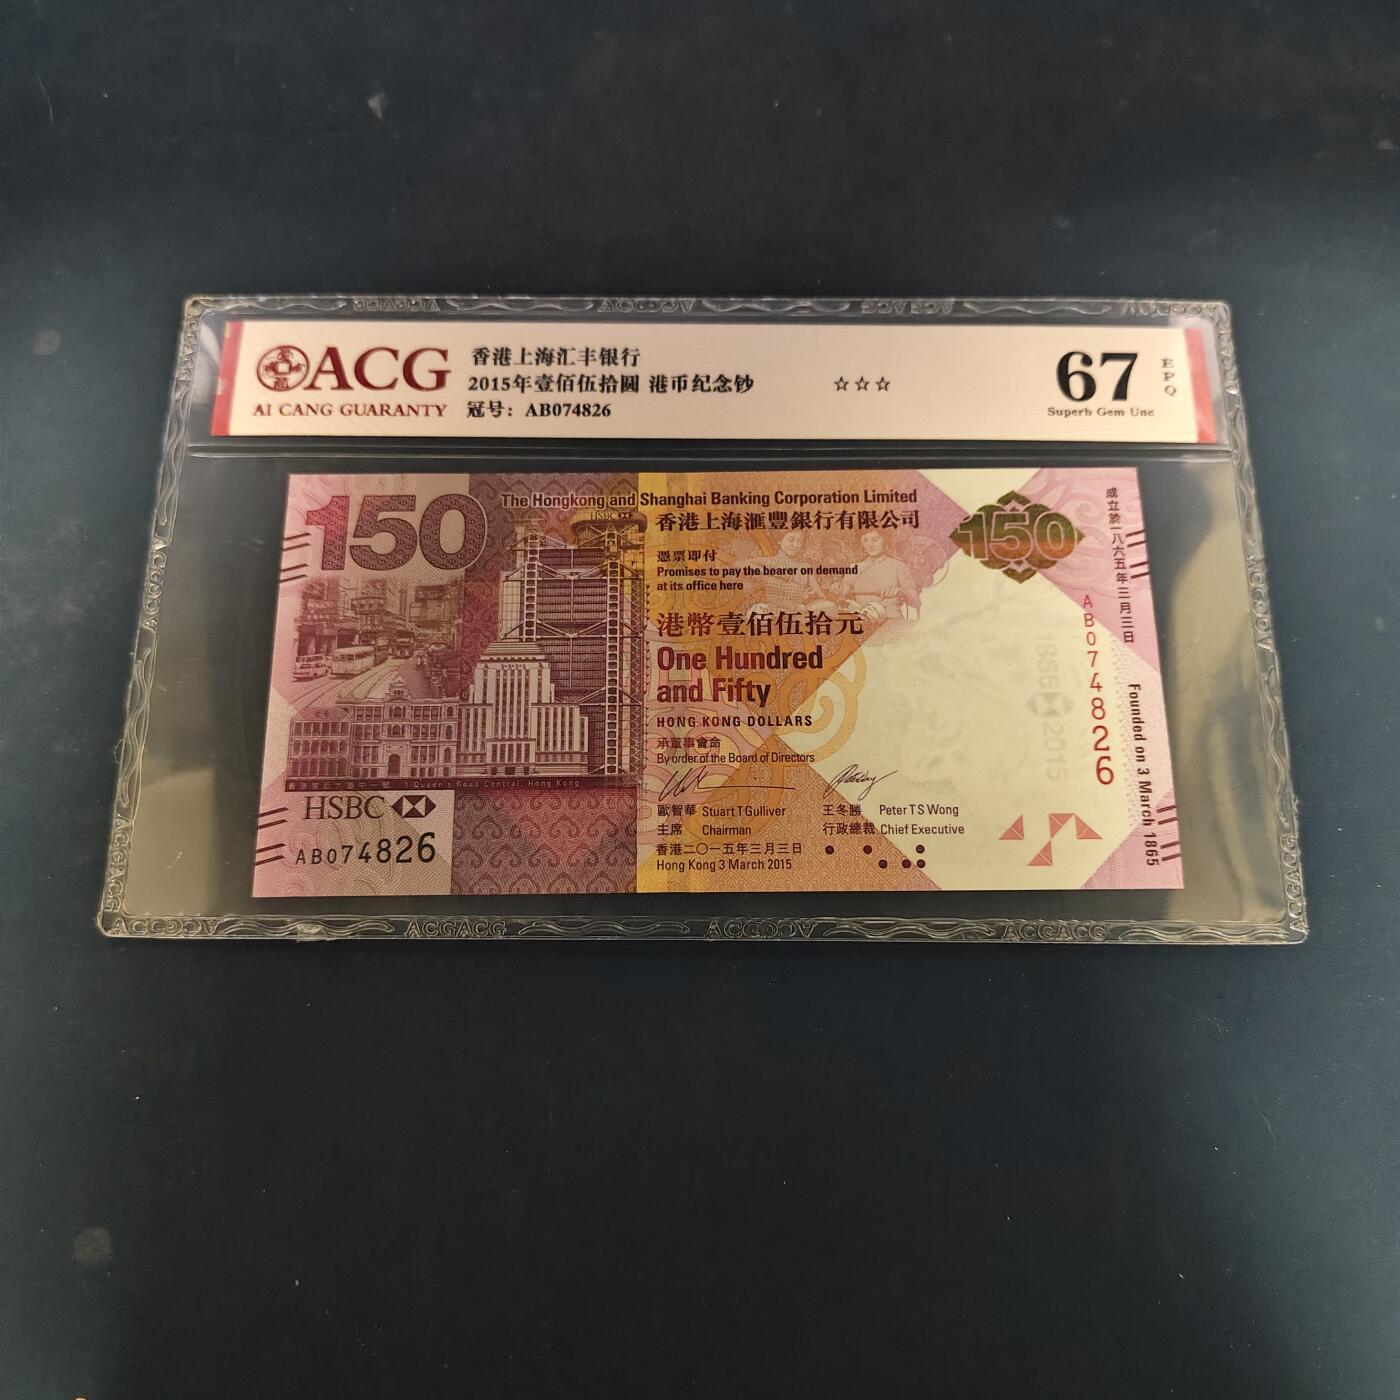 ACG
AI CANG GUARANTY
香港上海汇丰银行
2015年壹佰伍拾圆 港币纪念钞
冠号：AB074826
☆☆☆
67
EPQ
Superb Gem Unc
150
The Hongkong and Shanghai Banking Corporation Limited
香港上海滙豐銀行有限公司
憑票即付
Promises to pay the bearer on demand
at its office here
港幣壹佰伍拾元
One Hundred
and Fifty
HONG KONG DOLLARS
承董事會命
By order of the Board of Directors
歐智華 Stuart T Gulliver
主席 Chairman
王冬勝 Peter T S Wong
行政總裁 Chief Executive
香港二〇一五年三月三日
Hong Kong 3 March 2015
150
成立於一八六五年三月三日
AB074826
Founded on 3 March 1865
1865 2015
1 Queen's Road Central, Hong Kong
HSBC
AB074826
HSBC
ACGACG
ACGACG
ACGACG